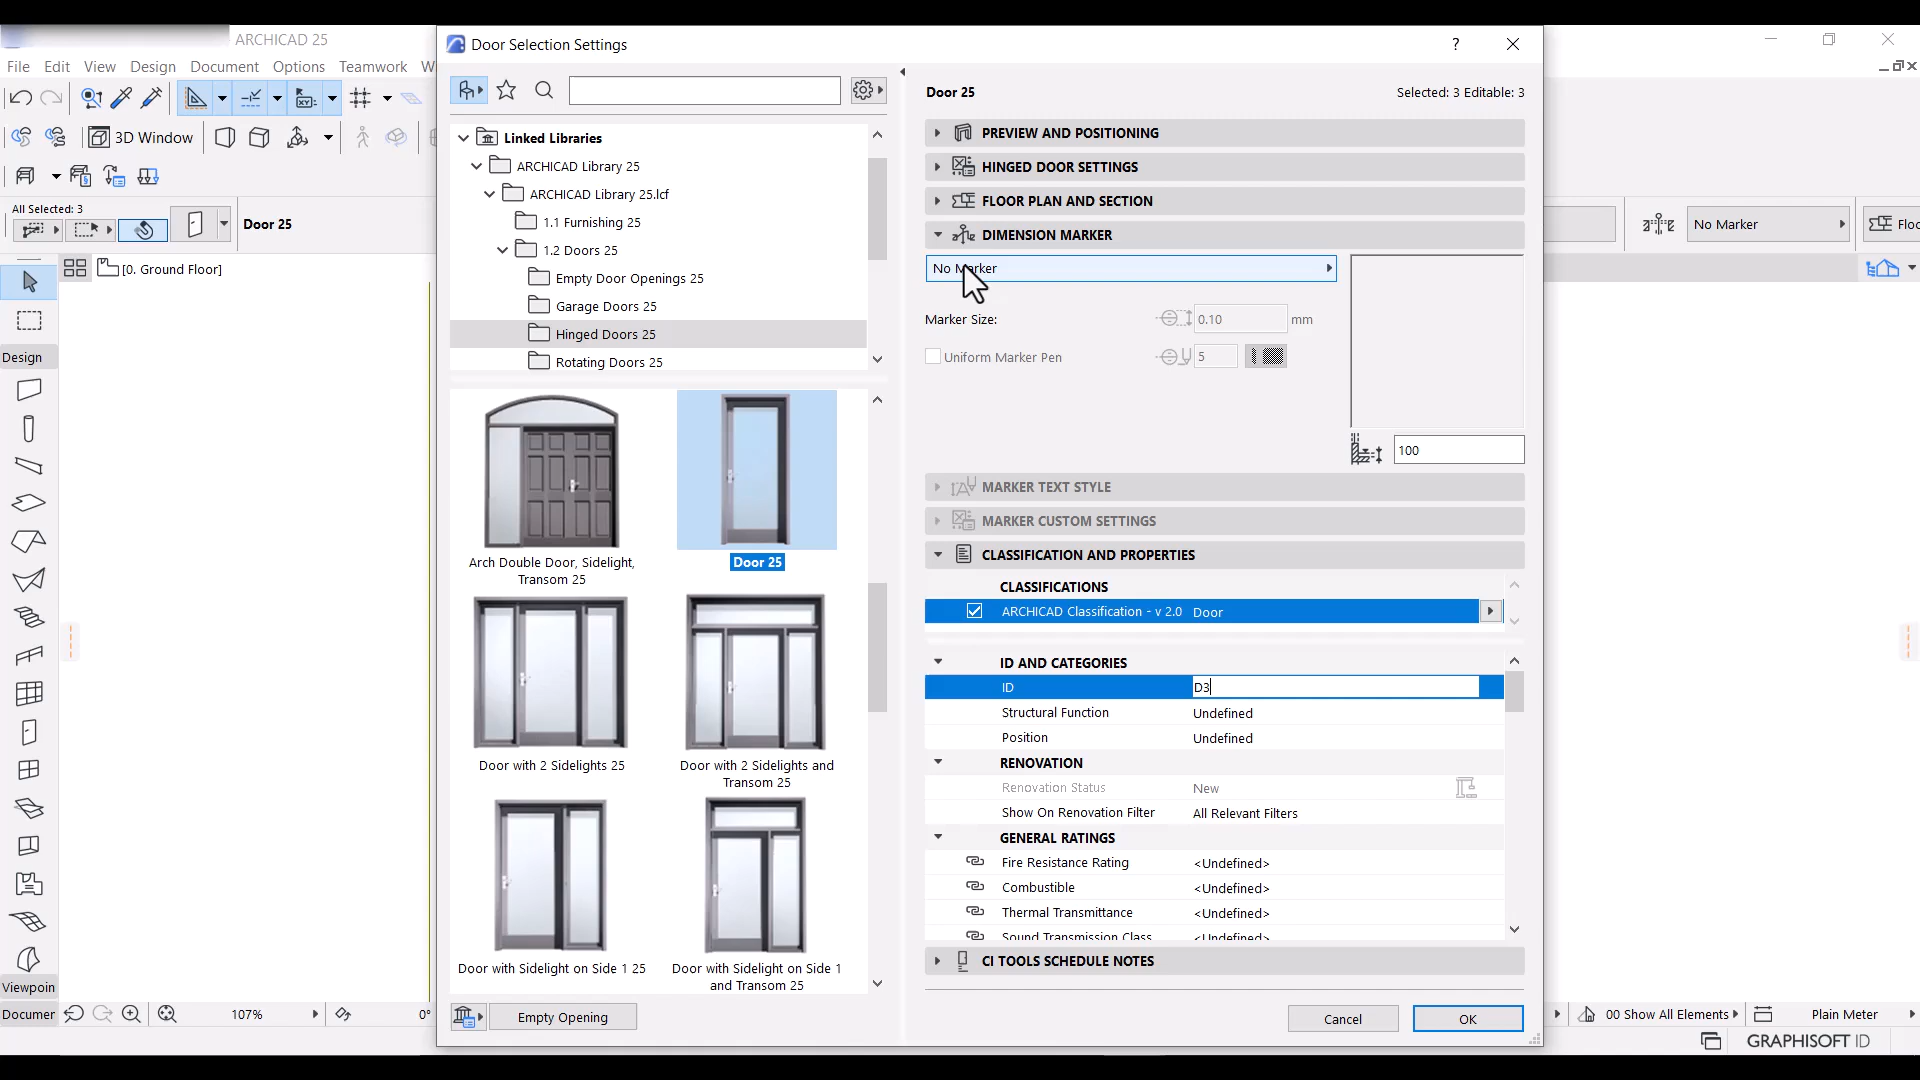 ARCHICAD 25
File Edit View Design Document Options Teamwork W
3D Window
All Selected: 3
Door 25
[0. Ground Floor]
Design
Viewpoin
Documer
107%
0°
Door Selection Settings
?
Linked Libraries
ARCHICAD Library 25
ARCHICAD Library 25.lcf
1.1 Furnishing 25
1.2 Doors 25
Empty Door Openings 25
Garage Doors 25
Hinged Doors 25
Rotating Doors 25
Arch Double Door, Sidelight,
Transom 25
Door 25
Door with 2 Sidelights 25
Door with 2 Sidelights and
Transom 25
Door with Sidelight on Side 1 25
Door with Sidelight on Side 1
and Transom 25
Empty Opening
Door 25
Selected: 3 Editable: 3
PREVIEW AND POSITIONING
HINGED DOOR SETTINGS
FLOOR PLAN AND SECTION
DIMENSION MARKER
No Marker
Marker Size:
0.10
mm
Uniform Marker Pen
5
100
MARKER TEXT STYLE
MARKER CUSTOM SETTINGS
CLASSIFICATION AND PROPERTIES
CLASSIFICATIONS
ARCHICAD Classification - v 2.0 Door
ID AND CATEGORIES
ID D3
Structural Function Undefined
Position Undefined
RENOVATION
Renovation Status New
Show On Renovation Filter All Relevant Filters
GENERAL RATINGS
Fire Resistance Rating <Undefined>
Combustible <Undefined>
Thermal Transmittance <Undefined>
Sound Transmission Class <Undefined>
CI TOOLS SCHEDULE NOTES
Cancel
OK
No Marker
Floo
00 Show All Elements
Plain Meter
GRAPHISOFT ID